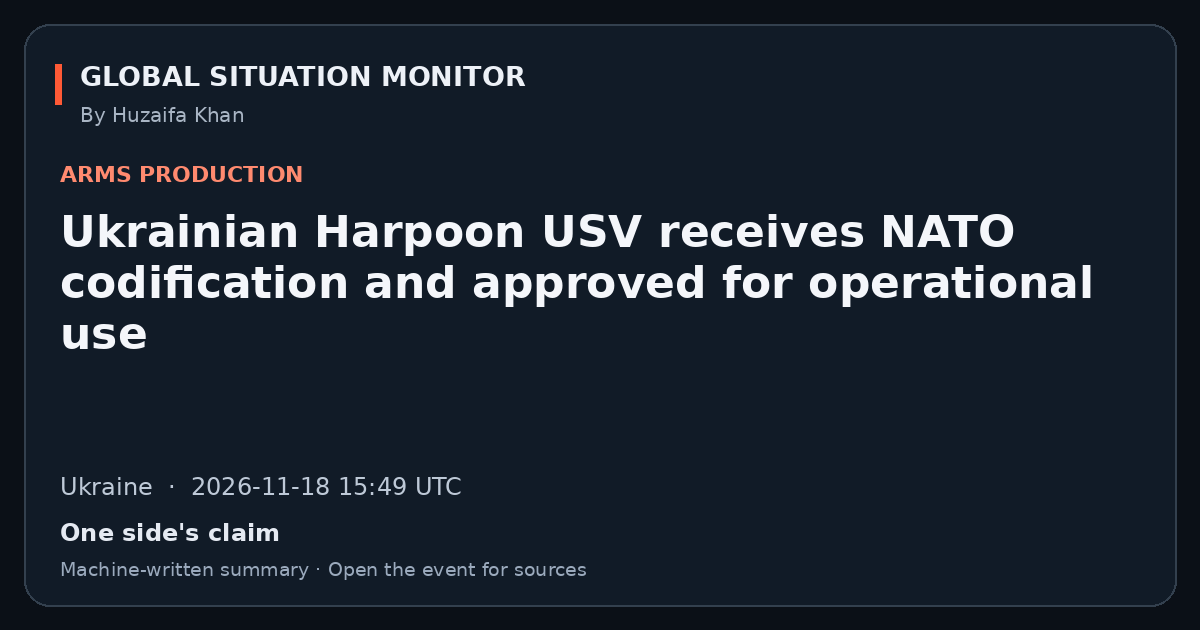 GLOBAL SITUATION MONITOR
By Huzaifa Khan
ARMS PRODUCTION
Ukrainian Harpoon USV receives NATO
codification and approved for operational
use
Ukraine · 2026-11-18 15:49 UTC
One side's claim
Machine-written summary · Open the event for sources